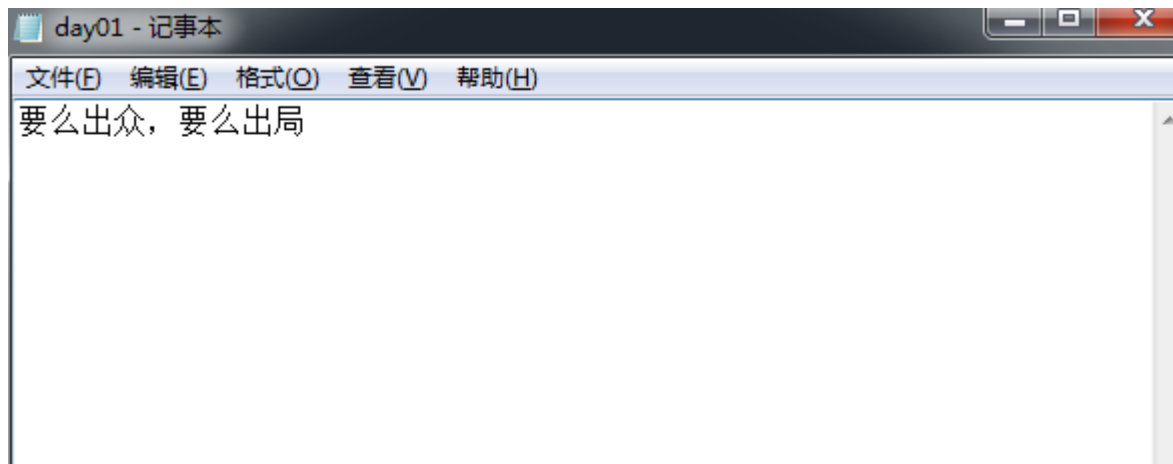 day01 - 记事本
文件(F) 编辑(E) 格式(O) 查看(V) 帮助(H)
要么出众，要么出局